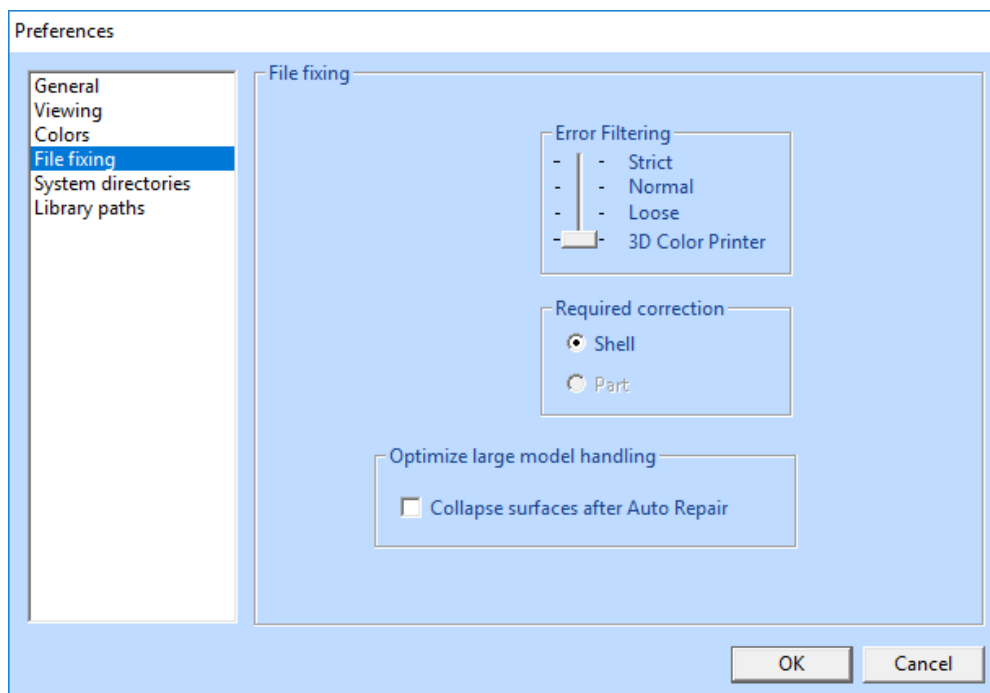 Preferences
General
Viewing
Colors
File fixing
System directories
Library paths
File fixing
Error Filtering
Strict
Normal
Loose
3D Color Printer
Required correction
Shell
Part
Optimize large model handling
Collapse surfaces after Auto Repair
OK
Cancel